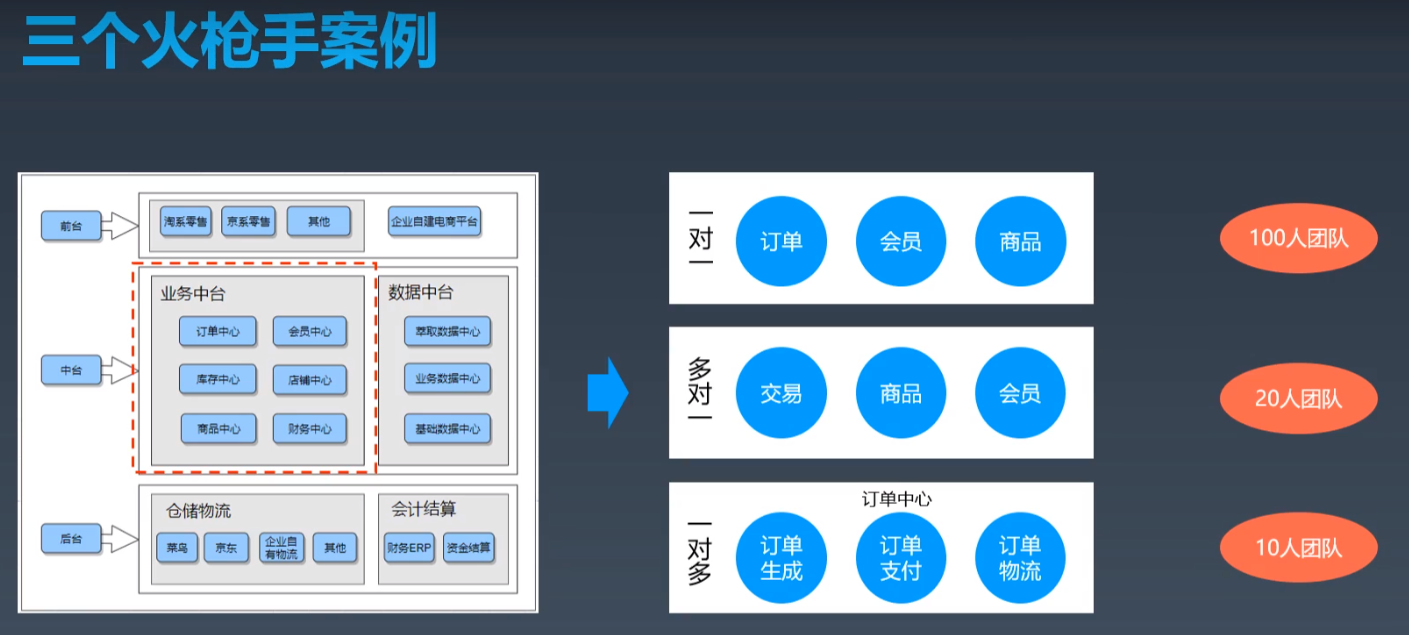 三个火枪手案例
前台
淘系零售
京系零售
其他
企业自建电商平台
中台
业务中台
订单中心
会员中心
库存中心
店铺中心
商品中心
财务中心
数据中台
萃取数据中心
业务数据中心
基础数据中心
后台
仓储物流
菜鸟
京东
企业自
有物流
其他
会计结算
财务ERP
资金结算
一对一
订单
会员
商品
100人团队
多对一
交易
商品
会员
20人团队
一对多
订单中心
订单
生成
订单
支付
订单
物流
10人团队